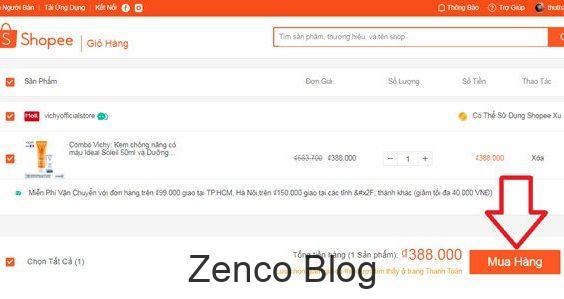 Người Bán
Tải Ứng Dụng
Kết Nối
Thông Báo
Trợ Giúp
Shopee
Giỏ Hàng
Tìm sản phẩm, thương hiệu, và tên shop
Sản Phẩm
Đơn Giá
Số Lượng
Số Tiền
Thao Tác
Mall
vichyofficialstore
Có Thể Sử Dụng Shopee Xu
Combo Vichy: Kem chống nắng có
màu Ideal Soleil 50ml và Dưỡng...
₫583.700 ₫388.000
− 1 +
₫388.000
Xóa
Miễn Phí Vận Chuyển với đơn hàng trên ₫99.000 giao tại TP.HCM, Hà Nội,trên ₫150.000 giao tại các tỉnh &#x2F; thành khác (giảm tối đa 40.000 VNĐ)
Chọn Tất Cả (1)
Tổng tiền hàng (1 Sản phẩm): ₫388.000
Mua Hàng
ở trang Thanh Toán
Zenco Blog